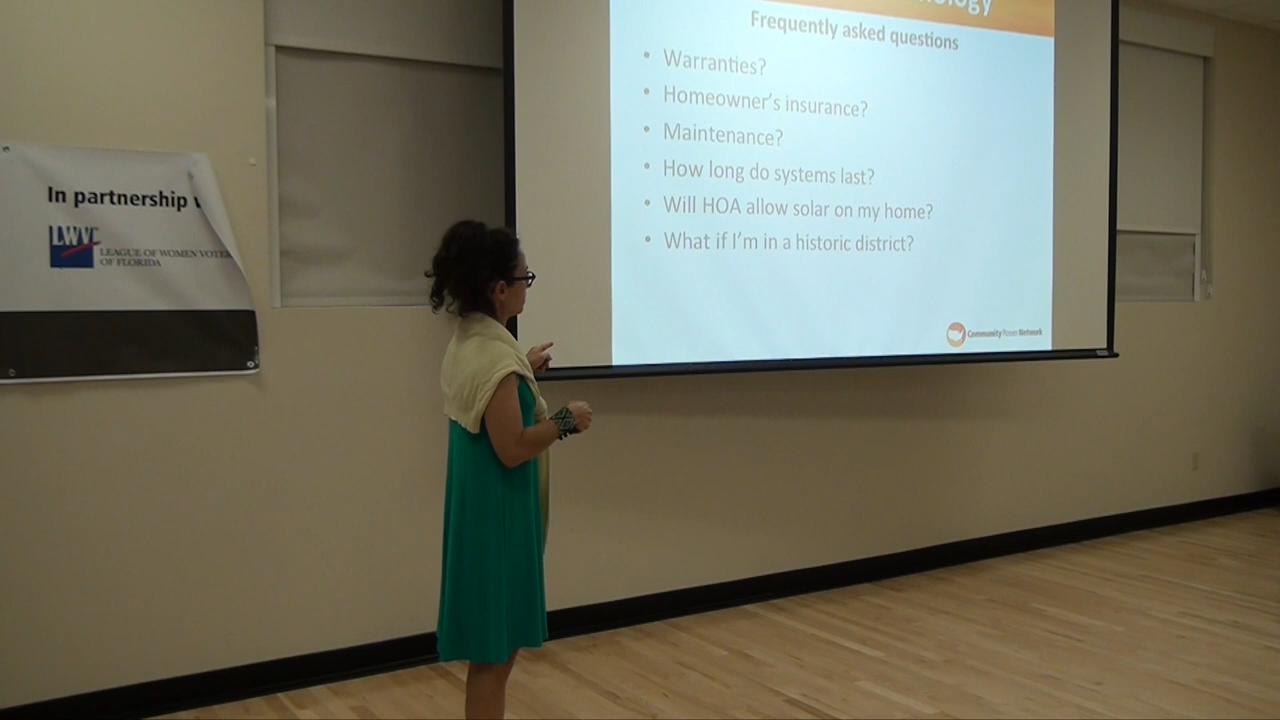 Frequently asked questions
• Warranties?
• Homeowner's insurance?
• Maintenance?
• How long do systems last?
• Will HOA allow solar on my home?
• What if I'm in a historic district?
Community Power Network
In partnership
LWV
LEAGUE OF WOMEN VOTER
OF FLORIDA